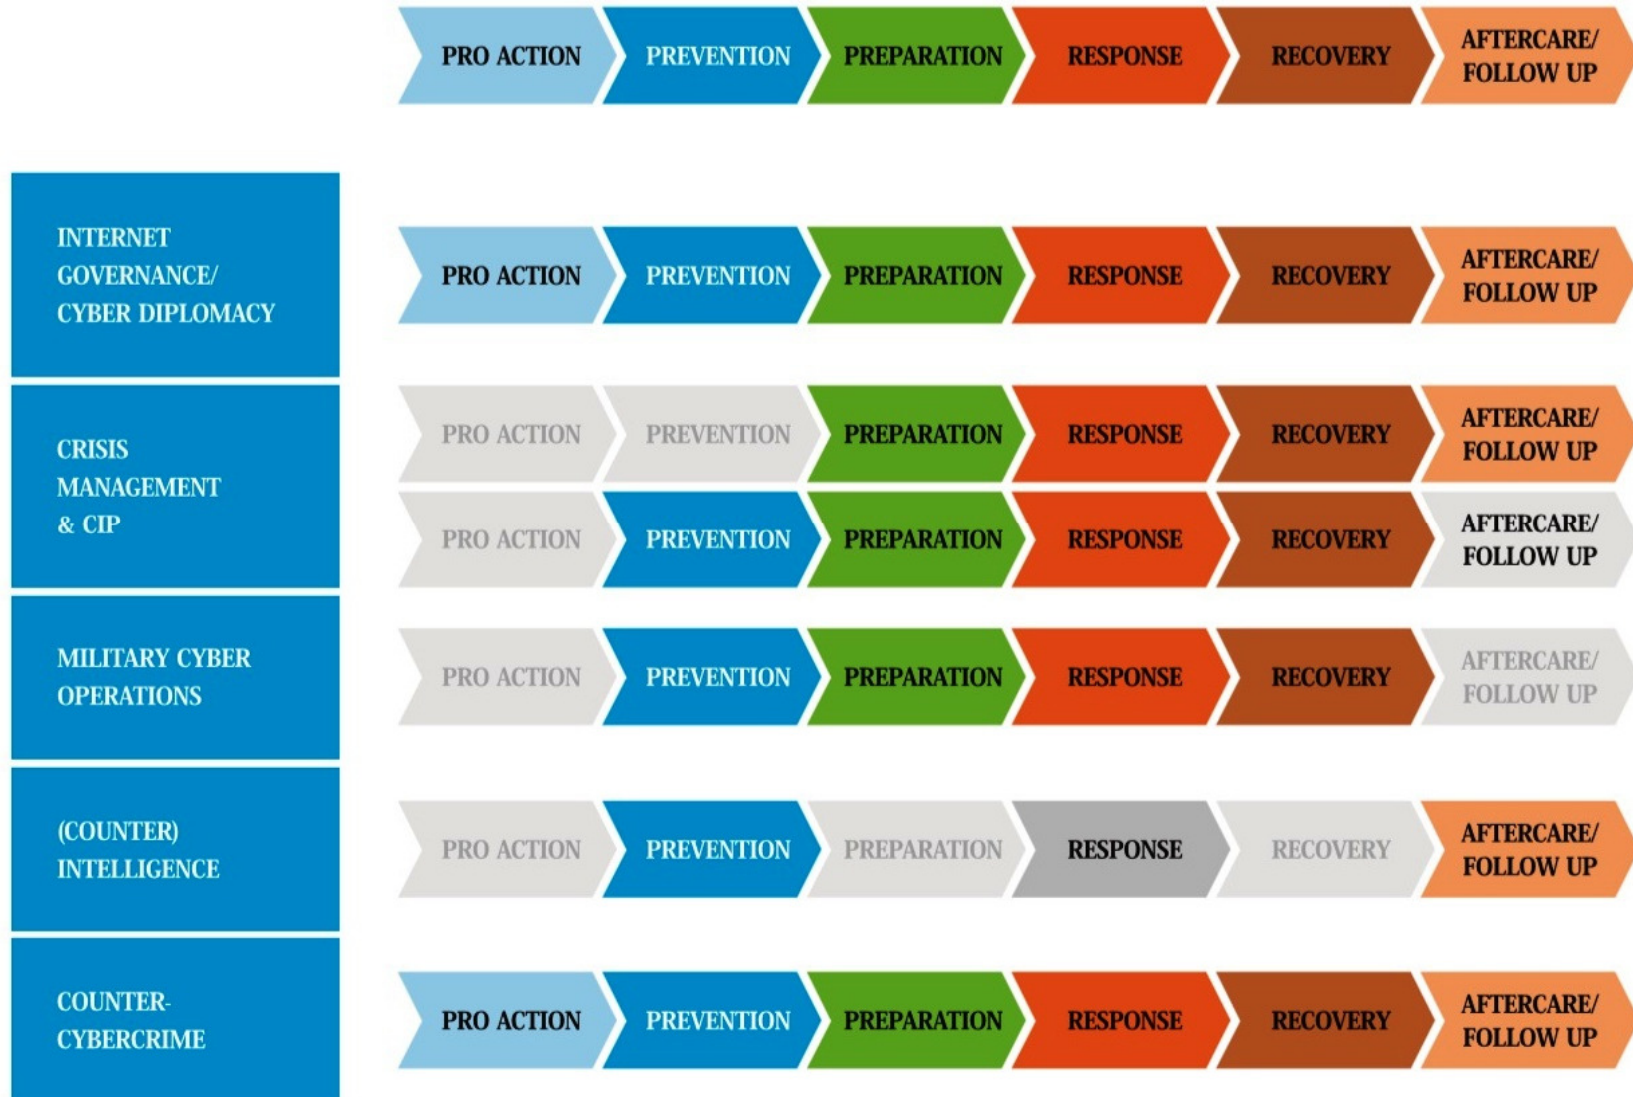 PRO ACTION
PREVENTION
PREPARATION
RESPONSE
RECOVERY
AFTERCARE/
FOLLOW UP
INTERNET
GOVERNANCE/
CYBER DIPLOMACY
PRO ACTION
PREVENTION
PREPARATION
RESPONSE
RECOVERY
AFTERCARE/
FOLLOW UP
CRISIS
MANAGEMENT
& CIP
PRO ACTION
PREVENTION
PREPARATION
RESPONSE
RECOVERY
AFTERCARE/
FOLLOW UP
PRO ACTION
PREVENTION
PREPARATION
RESPONSE
RECOVERY
AFTERCARE/
FOLLOW UP
MILITARY CYBER
OPERATIONS
PRO ACTION
PREVENTION
PREPARATION
RESPONSE
RECOVERY
AFTERCARE/
FOLLOW UP
(COUNTER)
INTELLIGENCE
PRO ACTION
PREVENTION
PREPARATION
RESPONSE
RECOVERY
AFTERCARE/
FOLLOW UP
COUNTER-
CYBERCRIME
PRO ACTION
PREVENTION
PREPARATION
RESPONSE
RECOVERY
AFTERCARE/
FOLLOW UP